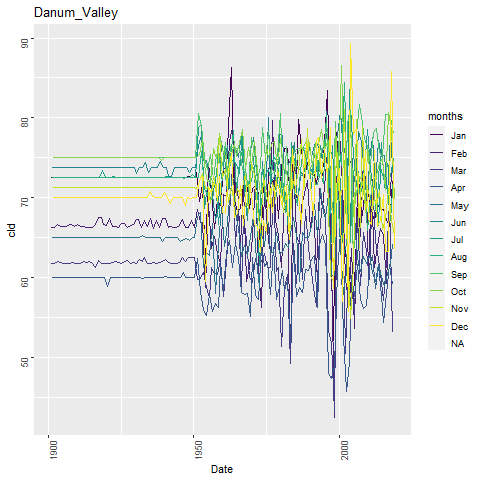 Danum_Valley
90
80
70
60
50
cld
1900
1950
2000
Date
months
Jan
Feb
Mar
Apr
May
Jun
Jul
Aug
Sep
Oct
Nov
Dec
NA